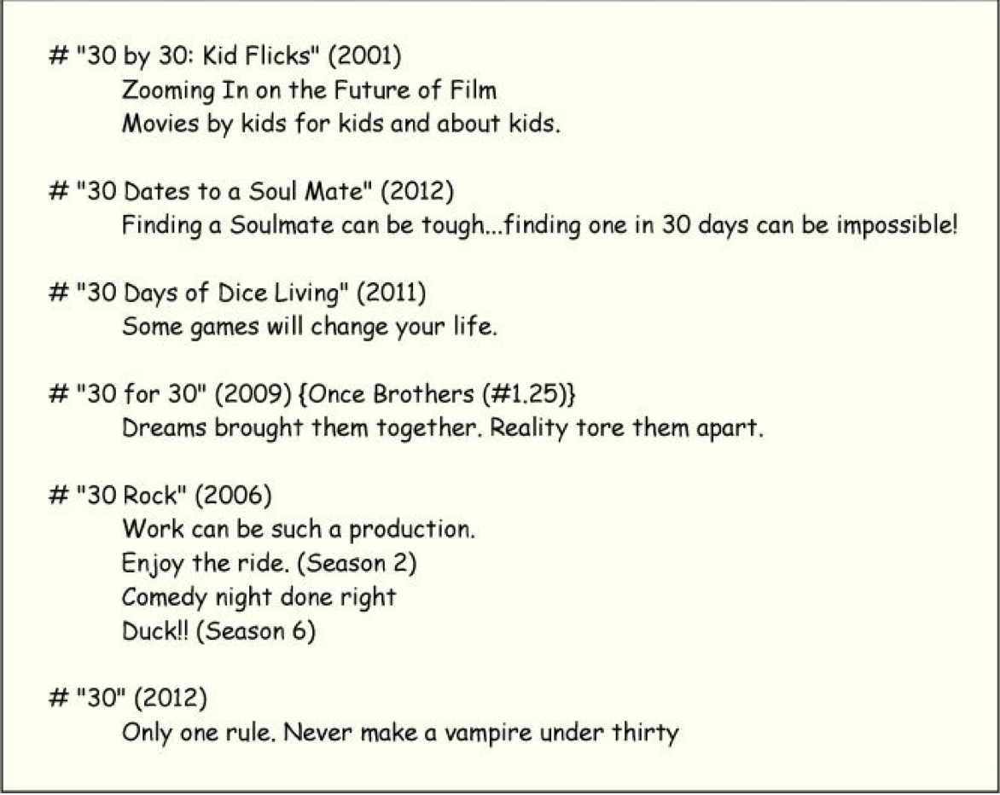 # "30 by 30: Kid Flicks" (2001)
Zooming In on the Future of Film
Movies by kids for kids and about kids.
# "30 Dates to a Soul Mate" (2012)
Finding a Soulmate can be tough...finding one in 30 days can be impossible!
# "30 Days of Dice Living" (2011)
Some games will change your life.
# "30 for 30" (2009) {Once Brothers (#1.25)}
Dreams brought them together. Reality tore them apart.
# "30 Rock" (2006)
Work can be such a production.
Enjoy the ride. (Season 2)
Comedy night done right
Duck!! (Season 6)
# "30" (2012)
Only one rule. Never make a vampire under thirty